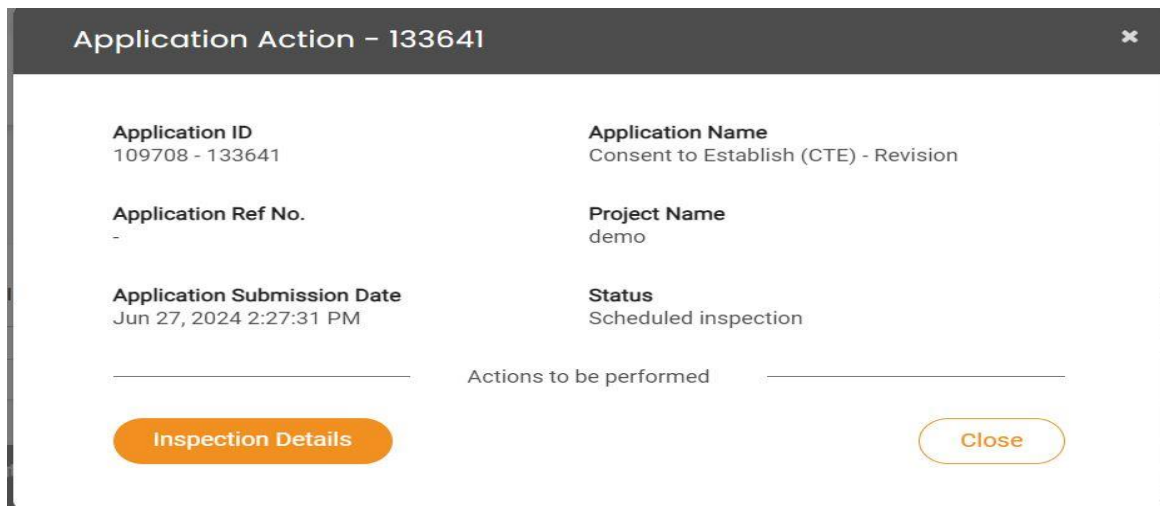 Application Action - 133641
Application ID
109708 - 133641
Application Name
Consent to Establish (CTE) - Revision
Application Ref No.
-
Project Name
demo
Application Submission Date
Jun 27, 2024 2:27:31 PM
Status
Scheduled inspection
Actions to be performed
Inspection Details
Close